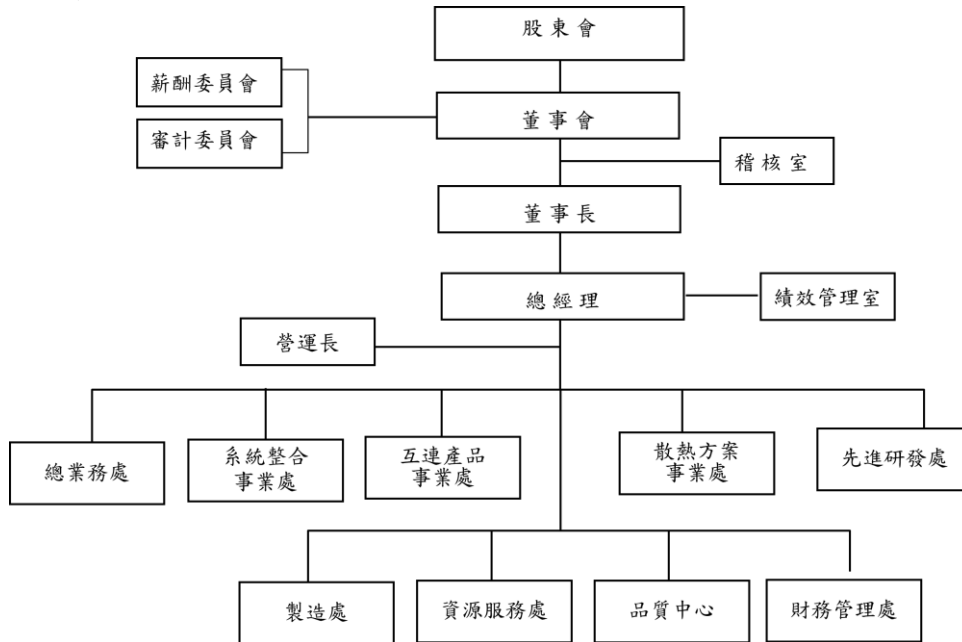 股東會
薪酬委員會
董事會
審計委員會
稽核室
董事長
總經理
績效管理室
營運長
總業務處
系統整合
事業處
互連產品
事業處
散熱方案
事業處
先進研發處
製造處
資源服務處
品質中心
財務管理處